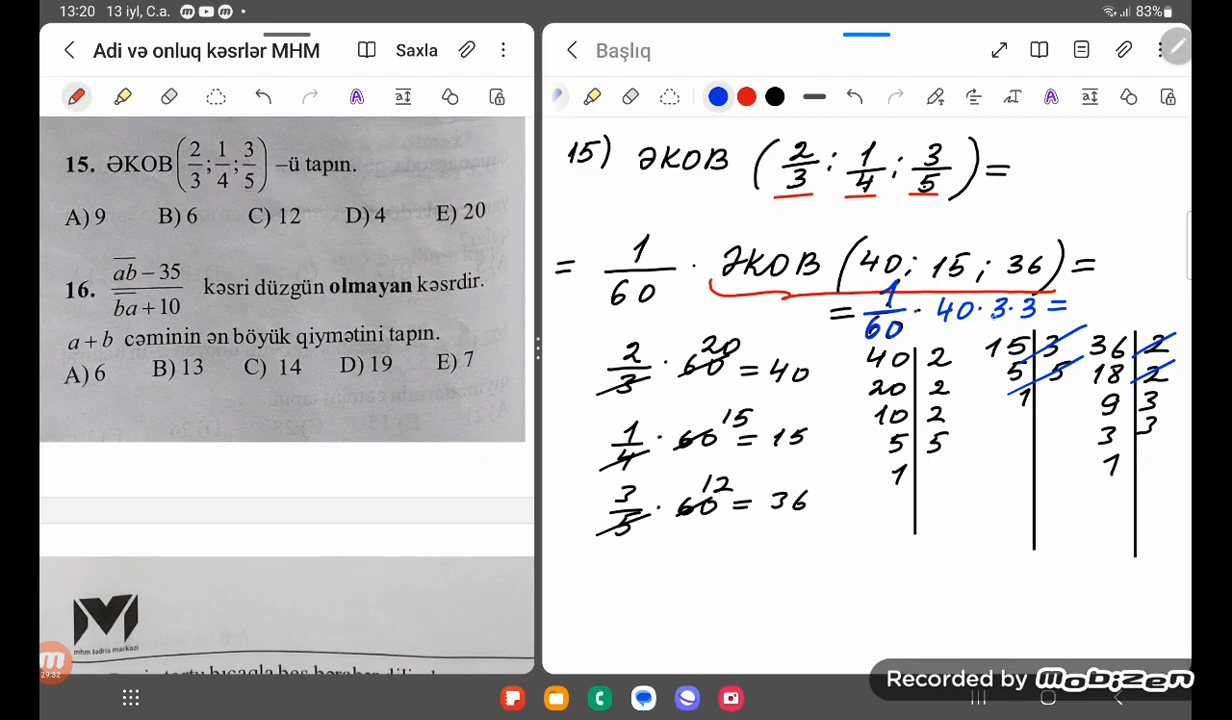 13:20 13 iyl, C.a. 83%
Adi və onluq kəsrlər MHM Saxla
Başlıq
15. ƏKOB(2/3; 1/4; 3/5) –ü tapın.
A) 9 B) 6 C) 12 D) 4 E) 20
16. (ab – 35)/(ba + 10) kəsri düzgün olmayan kəsrdir.
a + b cəminin ən böyük qiymətini tapın.
A) 6 B) 13 C) 14 D) 19 E) 7
mhm tədris mərkəzi
29:32
15) ƏKOB (2/3; 1/4; 3/5) =
= 1/60 · ƏKOB (40; 15; 36) =
= 1/60 · 40 · 3 · 3 =
2/3 · 60 20 = 40
1/4 · 60 15 = 15
3/5 · 60 12 = 36
40 | 2
20 | 2
10 | 2
5 | 5
1
15 | 3
5 | 5
1
36 | 2
18 | 2
9 | 3
3 | 3
1
Recorded by mobizen